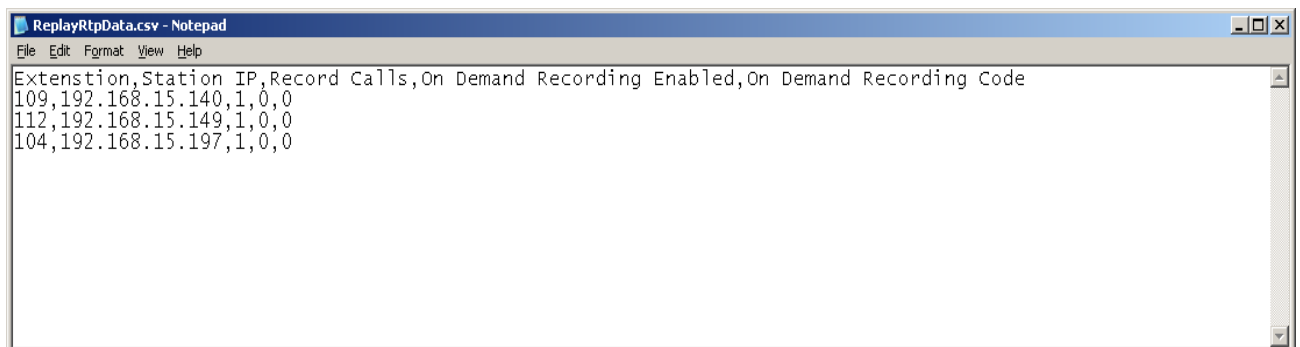 ReplayRtpData.csv - Notepad
File Edit Format View Help
Extenstion,Station IP,Record Calls,On Demand Recording Enabled,On Demand Recording Code
109,192.168.15.140,1,0,0
112,192.168.15.149,1,0,0
104,192.168.15.197,1,0,0